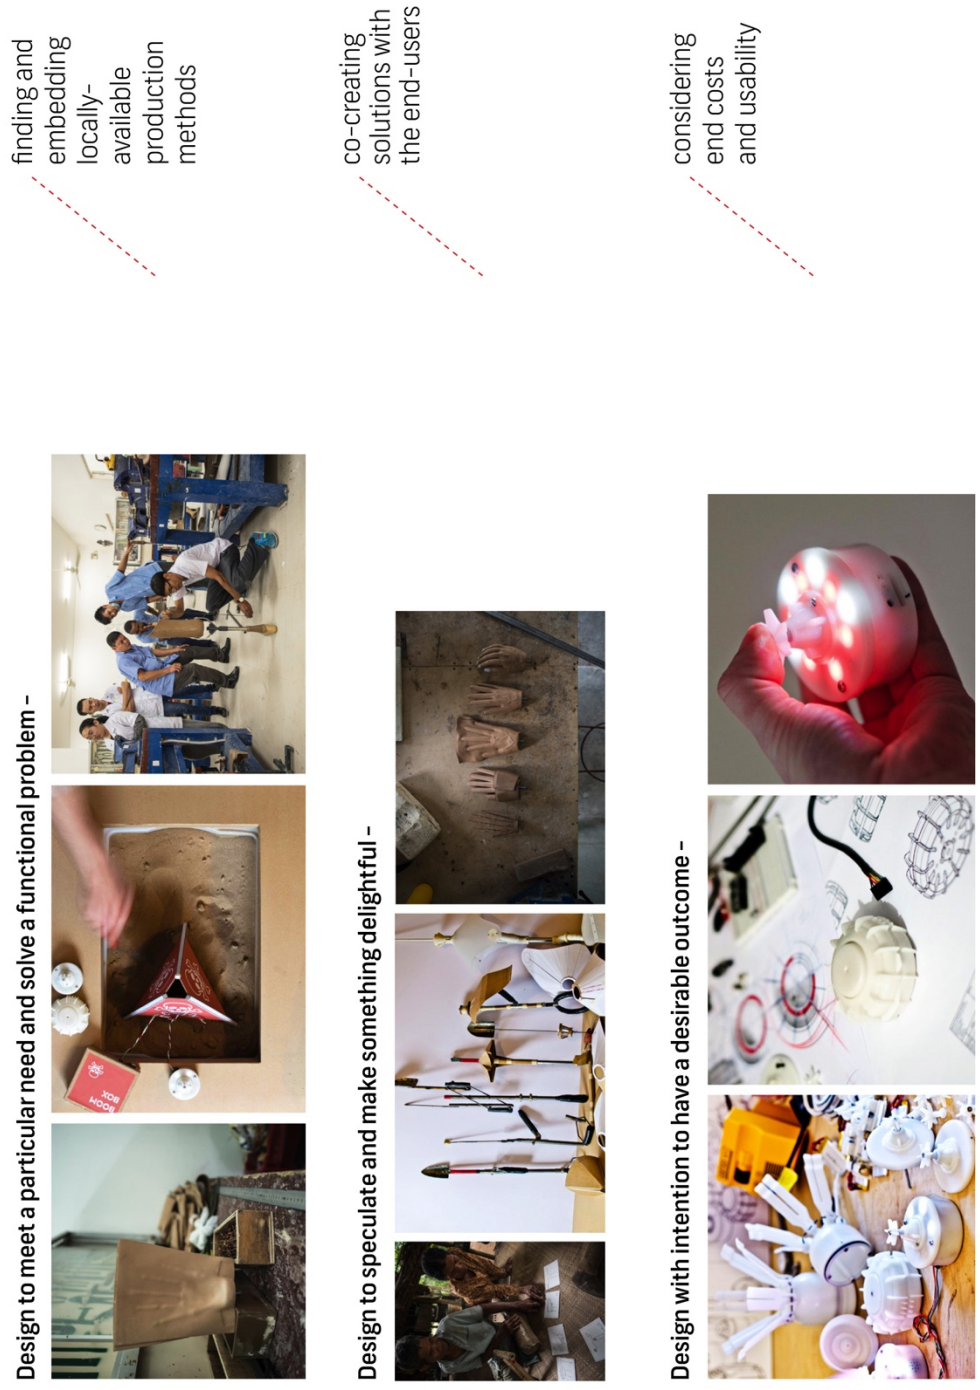 Design to meet a particular need and solve a functional problem -
finding and
embedding
locally-
available
production
methods
BOOM
BOX
Design to speculate and make something delightful -
co-creating
solutions with
the end-users
Design with intention to have a desirable outcome -
considering
end costs
and usability